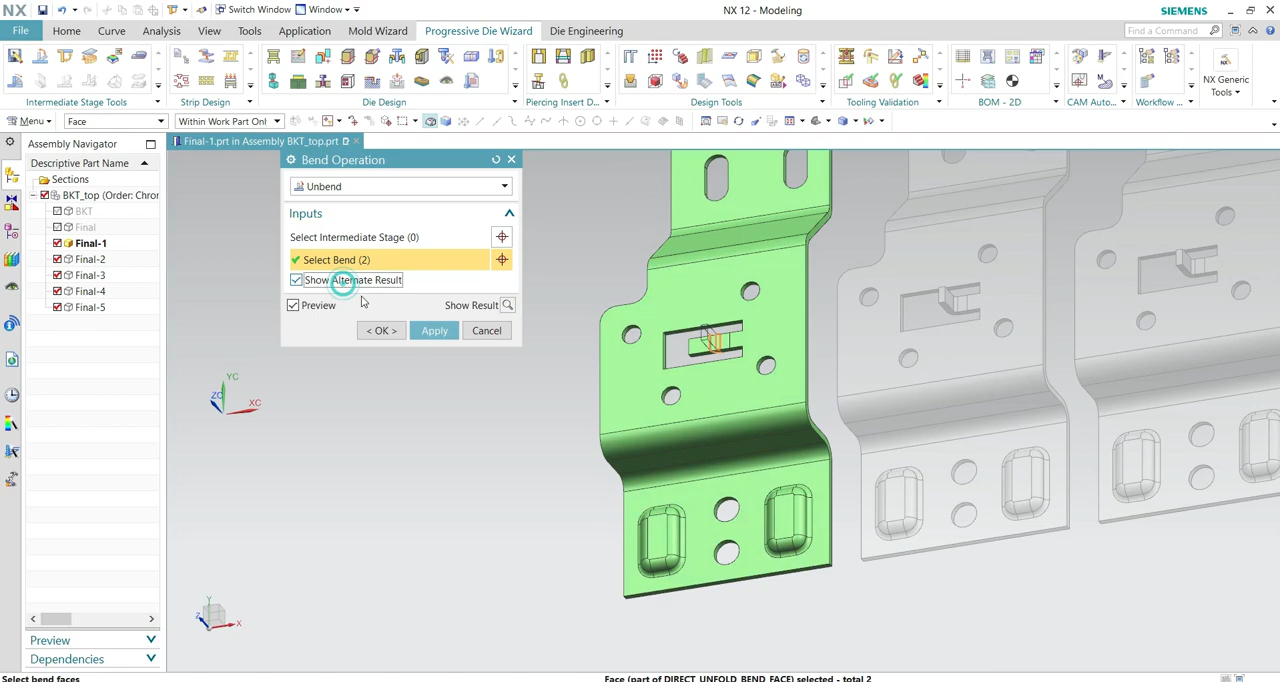 NX
Switch Window
Window
NX 12 - Modeling
SIEMENS
File
Home
Curve
Analysis
View
Tools
Application
Mold Wizard
Progressive Die Wizard
Die Engineering
Find a Command
Intermediate Stage Tools
Strip Design
Die Design
Piercing Insert D...
Design Tools
Tooling Validation
BOM - 2D
CAM Auto...
Workflow ...
NX Generic
Tools
Menu
Face
Within Work Part Only
Assembly Navigator
Final-1.prt in Assembly BKT_top.prt
Descriptive Part Name
Sections
BKT_top (Order: Chror
BKT
Final
Final-1
Final-2
Final-3
Final-4
Final-5
Bend Operation
Unbend
Inputs
Select Intermediate Stage (0)
Select Bend (2)
Show Alternate Result
Preview
Show Result
< OK >
Apply
Cancel
YC
ZC
XC
Y
Z
X
Preview
Dependencies
Select bend faces
Face (part of DIRECT_UNFOLD_BEND_FACE) selected - total 2